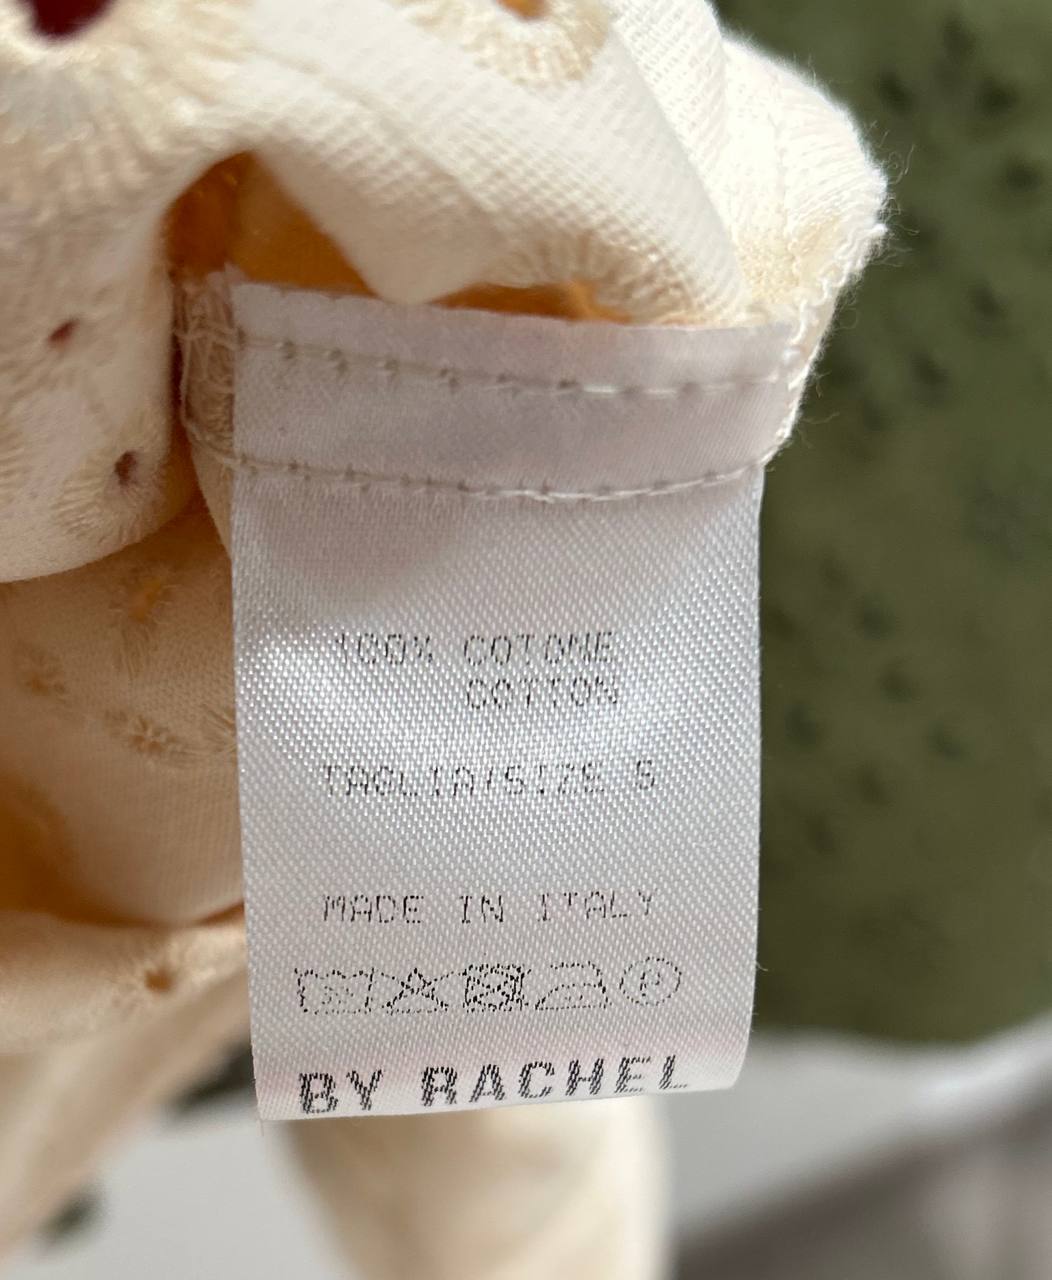 100% COTONE
COTTON
TAGLIA/SIZE S
MADE IN ITALY
P
BY RACHEL